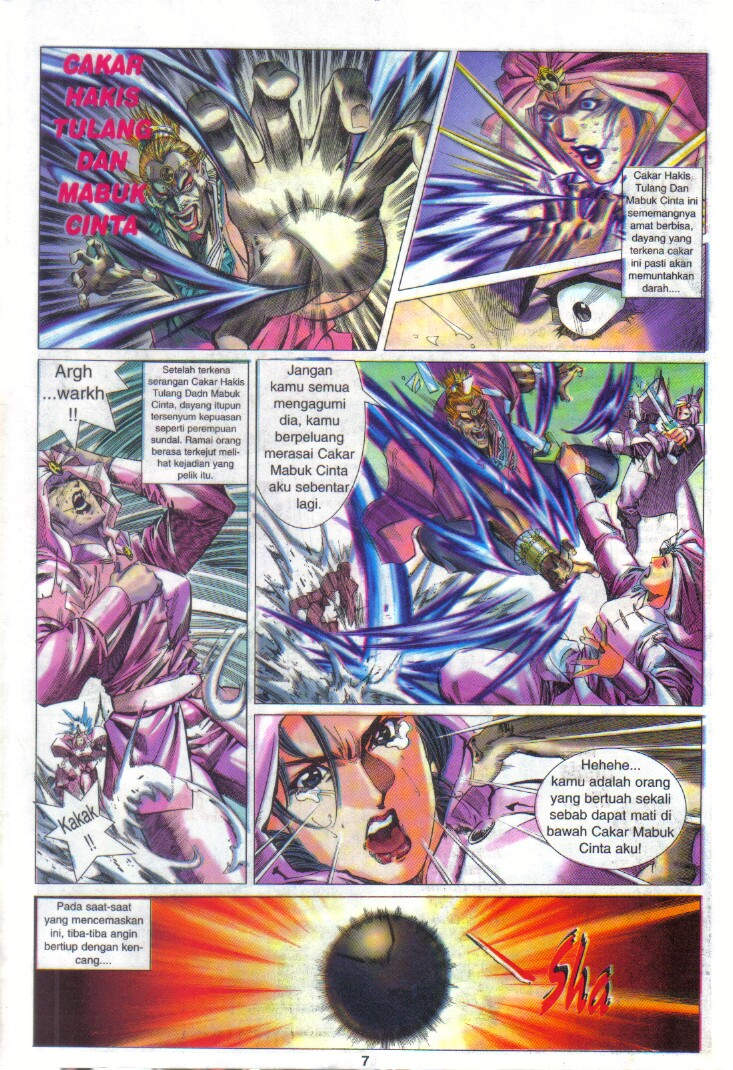 CAKAR
HAKIS
TULANG
DAN
MABUK
CINTA
Cakar Hakis
Tulang Dan
Mabuk Cinta ini
sememangnya
amat berbisa,
dayang yang
terkena cakar
ini pasti akan
memuntahkan
darah....
Argh
...warkh
!!
Setelah terkena
serangan Cakar Hakis
Tulang Dadn Mabuk
Cinta, dayang itupun
tersenyum kepuasan
seperti perempuan
sundal. Ramai orang
berasa terkejut meli-
hat kejadian yang
pelik itu.
Jangan
kamu semua
mengagumi
dia, kamu
berpeluang
merasai Cakar
Mabuk Cinta
aku sebentar
lagi.
Kakak
!!
Hehehe...
kamu adalah orang
yang bertuah sekali
sebab dapat mati di
bawah Cakar Mabuk
Cinta aku!
Pada saat-saat
yang mencemaskan
ini, tiba-tiba angin
bertiup dengan ken-
cang....
Sha
7